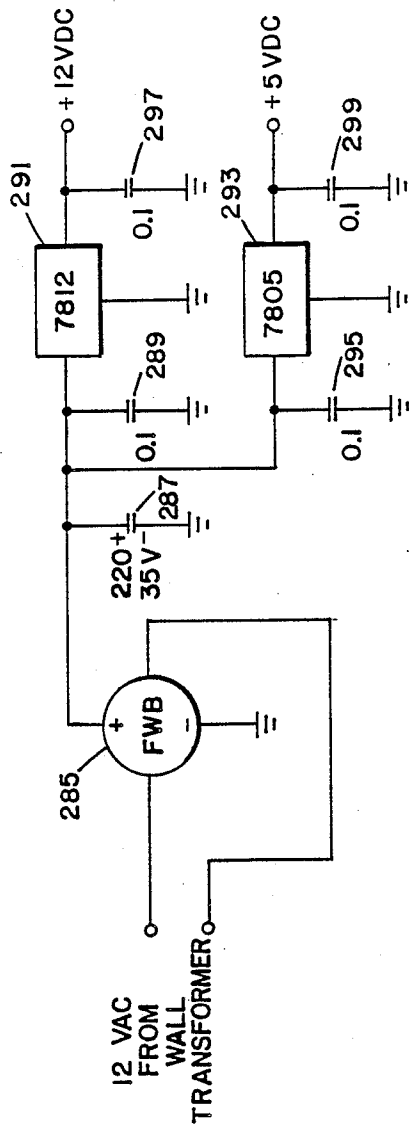 12 VAC
FROM
WALL
TRANSFORMER
285
+
FWB
-
220+
35V-
287
0.1
289
7812
291
0.1
297
+12VDC
0.1
295
7805
293
0.1
299
+5VDC